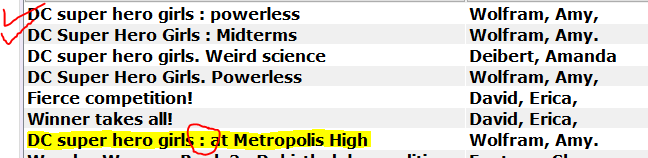 DC super hero girls : powerless Wolfram, Amy,
DC Super Hero Girls : Midterms Wolfram, Amy.
DC super hero girls. Weird science Deibert, Amanda
DC Super Hero Girls. Powerless Wolfram, Amy,
Fierce competition! David, Erica,
Winner takes all! David, Erica,
DC super hero girls : at Metropolis High Wolfram, Amy.